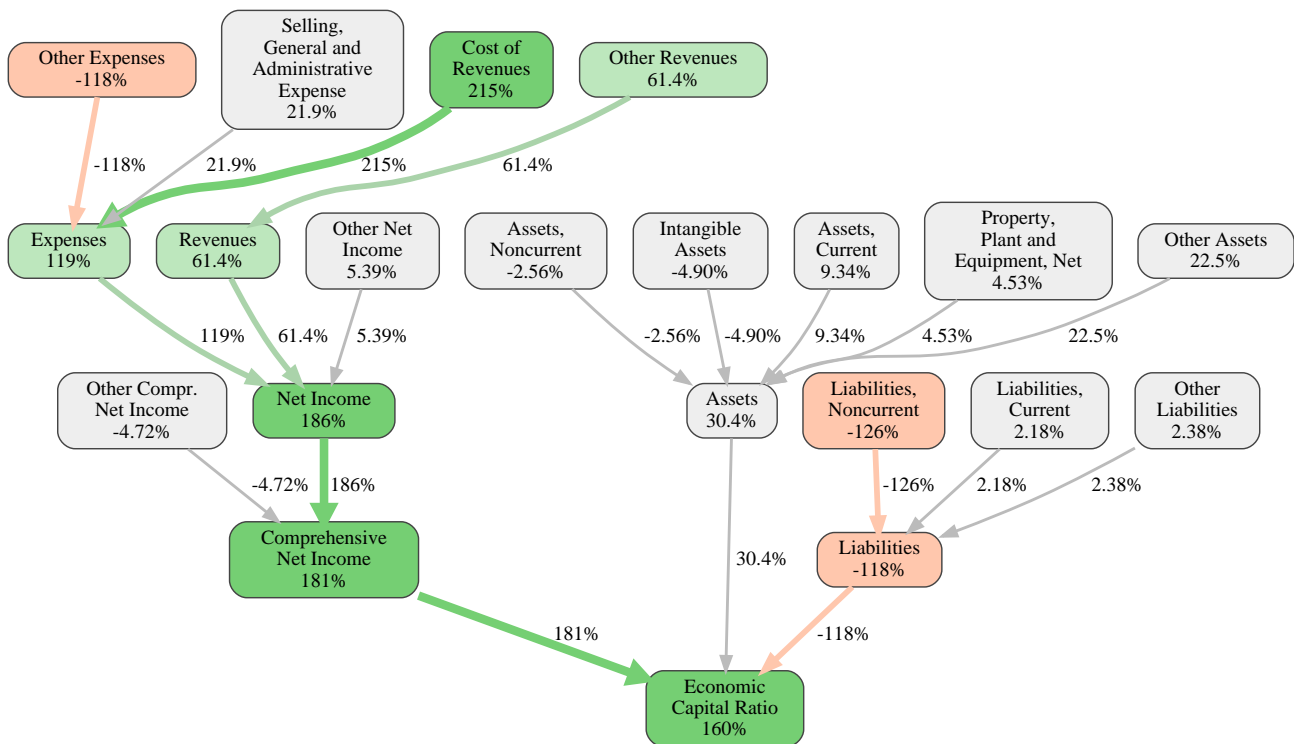 Other Expenses
-118%
Selling,
General and
Administrative
Expense
21.9%
Cost of
Revenues
215%
Other Revenues
61.4%
-118%
21.9%
215%
61.4%
Expenses
119%
Revenues
61.4%
Other Net
Income
5.39%
Assets,
Noncurrent
-2.56%
Intangible
Assets
-4.90%
Assets,
Current
9.34%
Property,
Plant and
Equipment, Net
4.53%
Other Assets
22.5%
119%
61.4%
5.39%
-2.56%
-4.90%
9.34%
4.53%
22.5%
Other Compr.
Net Income
-4.72%
Net Income
186%
Assets
30.4%
Liabilities,
Noncurrent
-126%
Liabilities,
Current
2.18%
Other
Liabilities
2.38%
-4.72%
186%
-126%
2.18%
2.38%
Comprehensive
Net Income
181%
30.4%
Liabilities
-118%
181%
-118%
Economic
Capital Ratio
160%